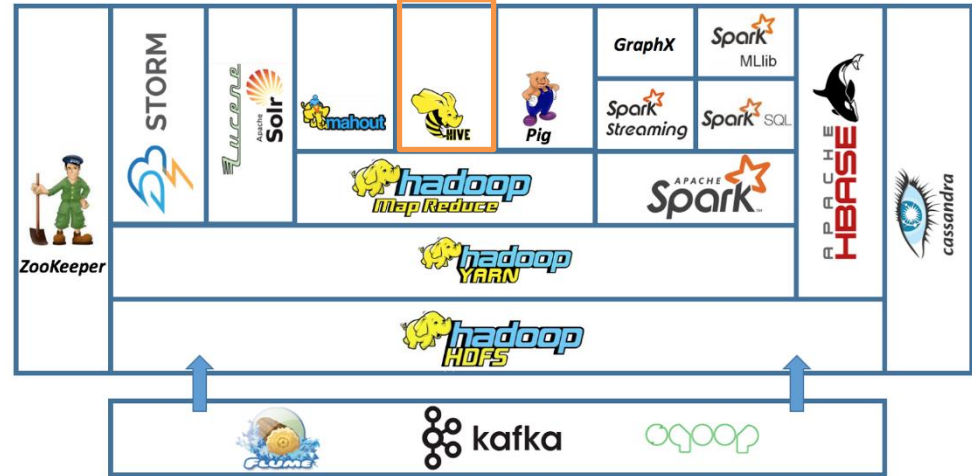 ZooKeeper
STORM
Lucene
Apache
Solr
mahout
HIVE
Pig
GraphX
Spark
MLlib
Spark
Streaming
Spark SQL
hadoop
Map Reduce
APACHE
Spark™
APACHE
HBASE
cassandra
hadoop
YARN
hadoop
HDFS
FLUME
kafka
sqoop